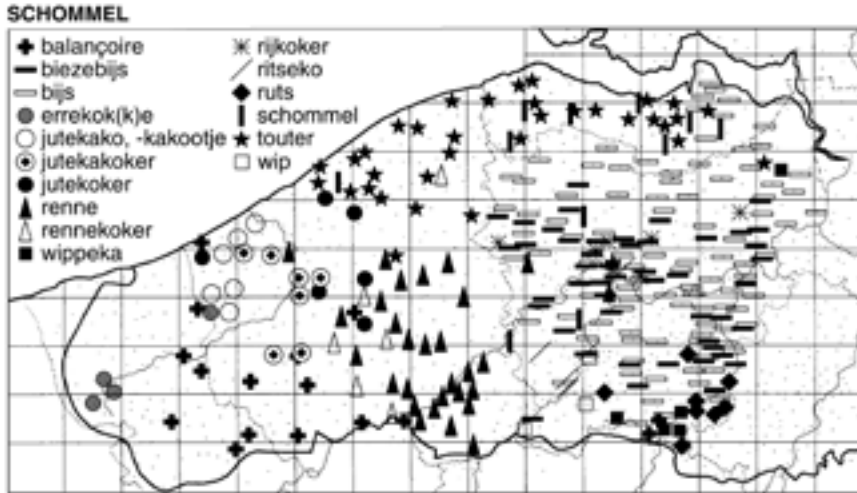 SCHOMMEL
balançoire
biezebijs
bijs
errekok(k)e
jutekako, -kakootje
jutekakoker
jutekoker
renne
rennekoker
wippeka
rijkoker
ritseko
ruts
schommel
touter
wip